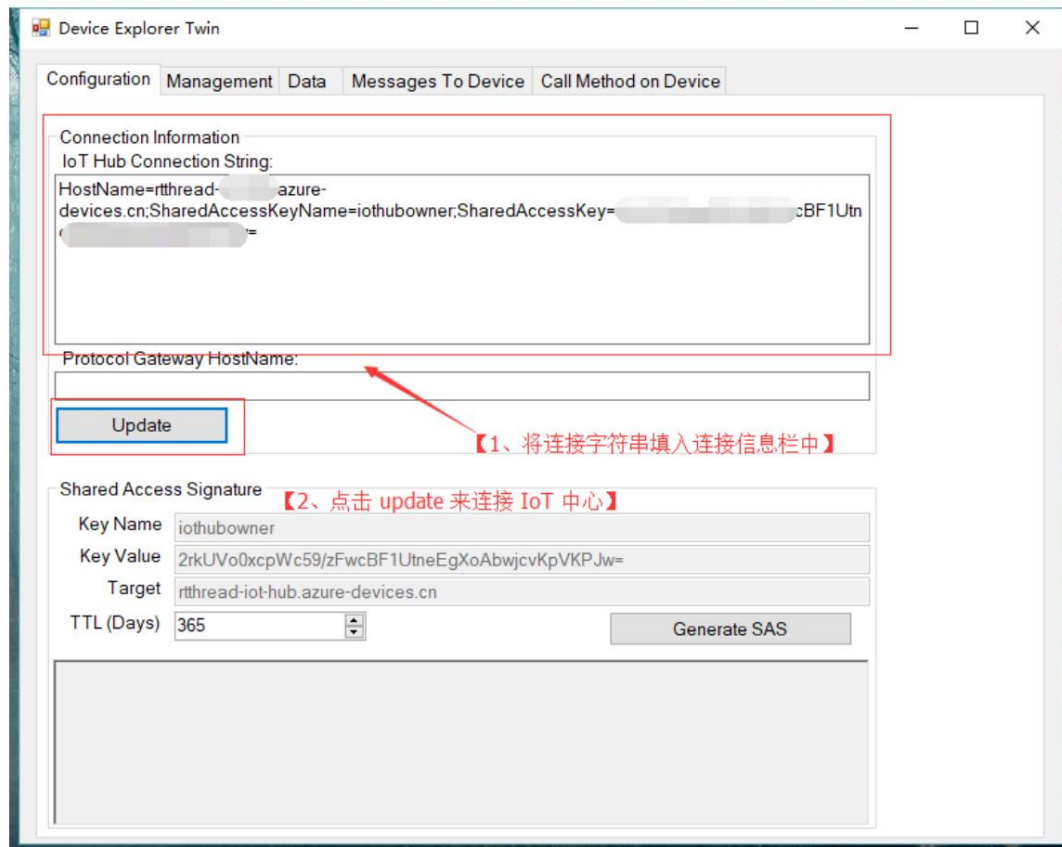 Device Explorer Twin
Configuration Management Data Messages To Device Call Method on Device
Connection Information
IoT Hub Connection String:
HostName=rtthread- azure-
devices.cn;SharedAccessKeyName=iothubowner;SharedAccessKey= cBF1Utn
=
Protocol Gateway HostName:
Update
【1、将连接字符串填入连接信息栏中】
Shared Access Signature
【2、点击 update 来连接 IoT 中心】
Key Name iothubowner
Key Value 2rkUVo0xcpWc59/zFwcBF1UtneEgXoAbwjcvKpVKPJw=
Target rtthread-iot-hub.azure-devices.cn
TTL (Days) 365
Generate SAS